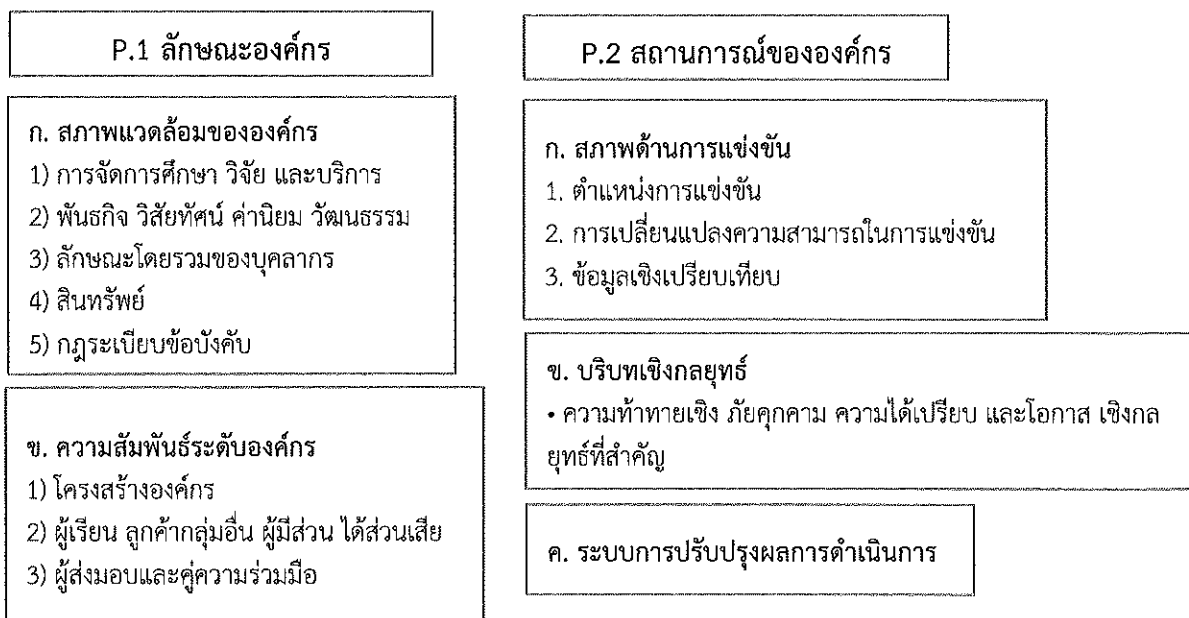 P.1 ลักษณะองค์กร
ก. สภาพแวดล้อมขององค์กร
1) การจัดการศึกษา วิจัย และบริการ
2) พันธกิจ วิสัยทัศน์ ค่านิยม วัฒนธรรม
3) ลักษณะโดยรวมของบุคลากร
4) สินทรัพย์
5) กฎระเบียบข้อบังคับ
ข. ความสัมพันธ์ระดับองค์กร
1) โครงสร้างองค์กร
2) ผู้เรียน ลูกค้ากลุ่มอื่น ผู้มีส่วน ได้ส่วนเสีย
3) ผู้ส่งมอบและคู่ความร่วมมือ
P.2 สถานการณ์ขององค์กร
ก. สภาพด้านการแข่งขัน
1. ตำแหน่งการแข่งขัน
2. การเปลี่ยนแปลงความสามารถในการแข่งขัน
3. ข้อมูลเชิงเปรียบเทียบ
ข. บริบทเชิงกลยุทธ์
• ความท้าทายเชิง ภัยคุกคาม ความได้เปรียบ และโอกาส เชิงกล
ยุทธ์ที่สำคัญ
ค. ระบบการปรับปรุงผลการดำเนินการ